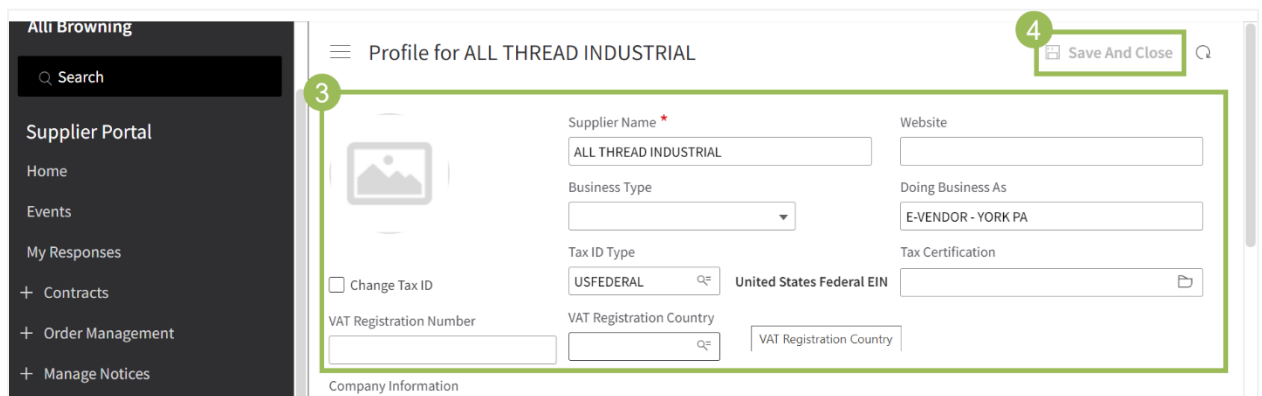 Alli Browning
Search
Supplier Portal
Home
Events
My Responses
+ Contracts
+ Order Management
+ Manage Notices
Profile for ALL THREAD INDUSTRIAL
4
Save And Close
3
Supplier Name *
ALL THREAD INDUSTRIAL
Website
Business Type
Doing Business As
E-VENDOR - YORK PA
Tax ID Type
Tax Certification
Change Tax ID
USFEDERAL
United States Federal EIN
VAT Registration Number
VAT Registration Country
VAT Registration Country
Company Information